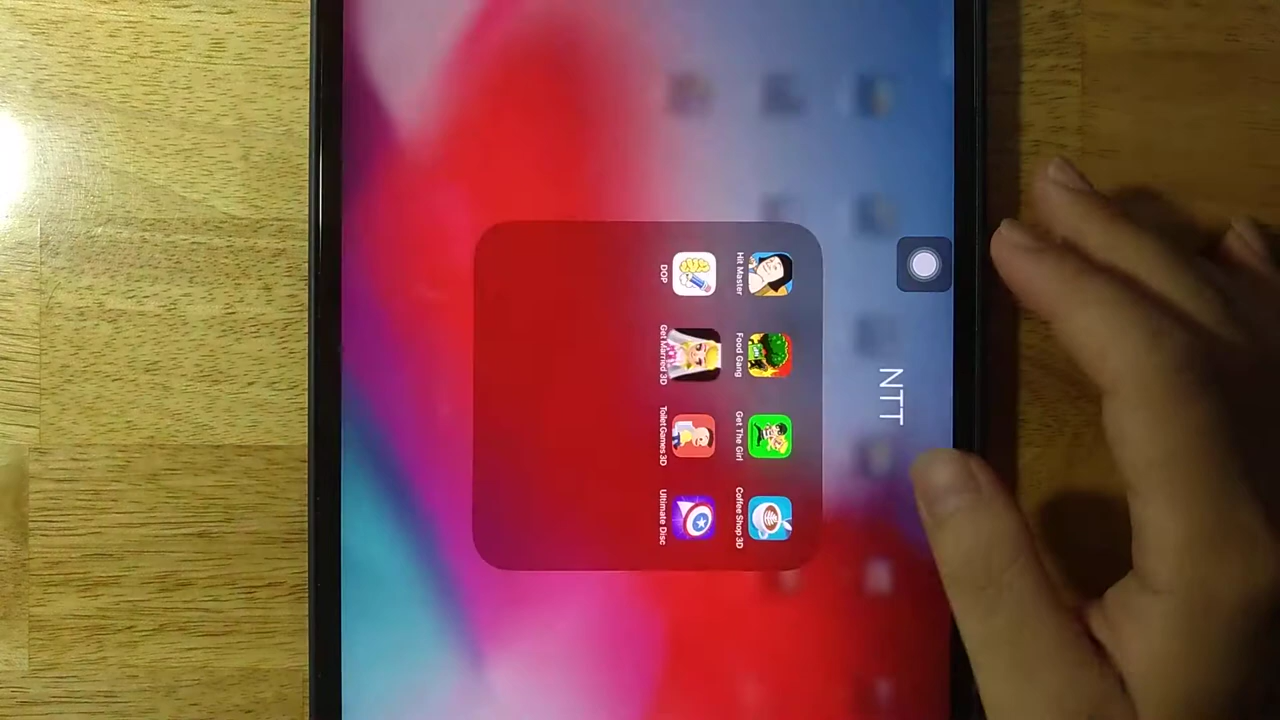 NTT
Hit Master
Food Gang
Get The Girl
Coffee Shop 3D
DOP
Get Married 3D
Toilet Games 3D
Ultimate Disc